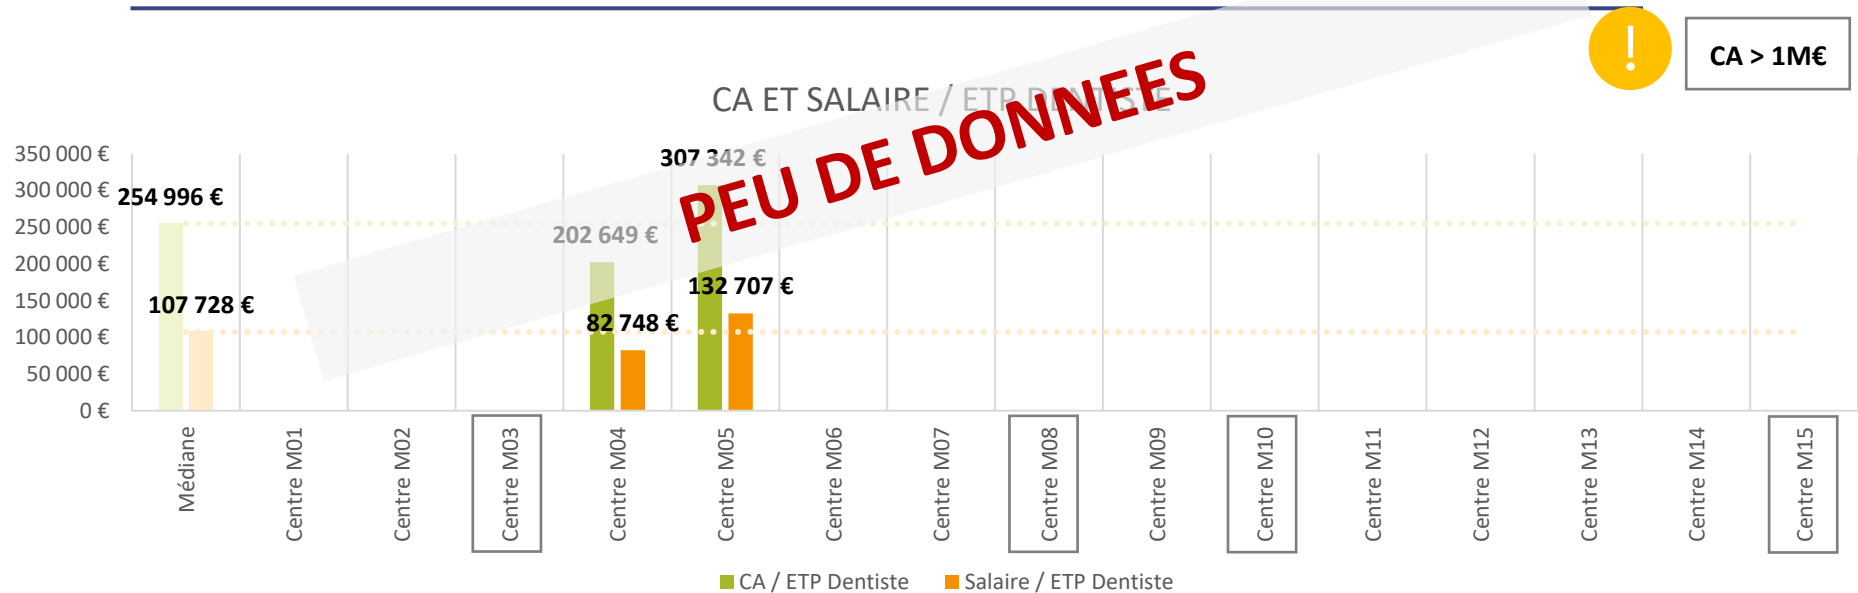 !
CA > 1M€
CA ET SALAIRE / ETP DENTISTE
PEU DE DONNEES
350 000 €
300 000 €
250 000 €
200 000 €
150 000 €
100 000 €
50 000 €
0 €
254 996 €
107 728 €
202 649 €
82 748 €
307 342 €
132 707 €
Médiane
Centre M01
Centre M02
Centre M03
Centre M04
Centre M05
Centre M06
Centre M07
Centre M08
Centre M09
Centre M10
Centre M11
Centre M12
Centre M13
Centre M14
Centre M15
CA / ETP Dentiste
Salaire / ETP Dentiste